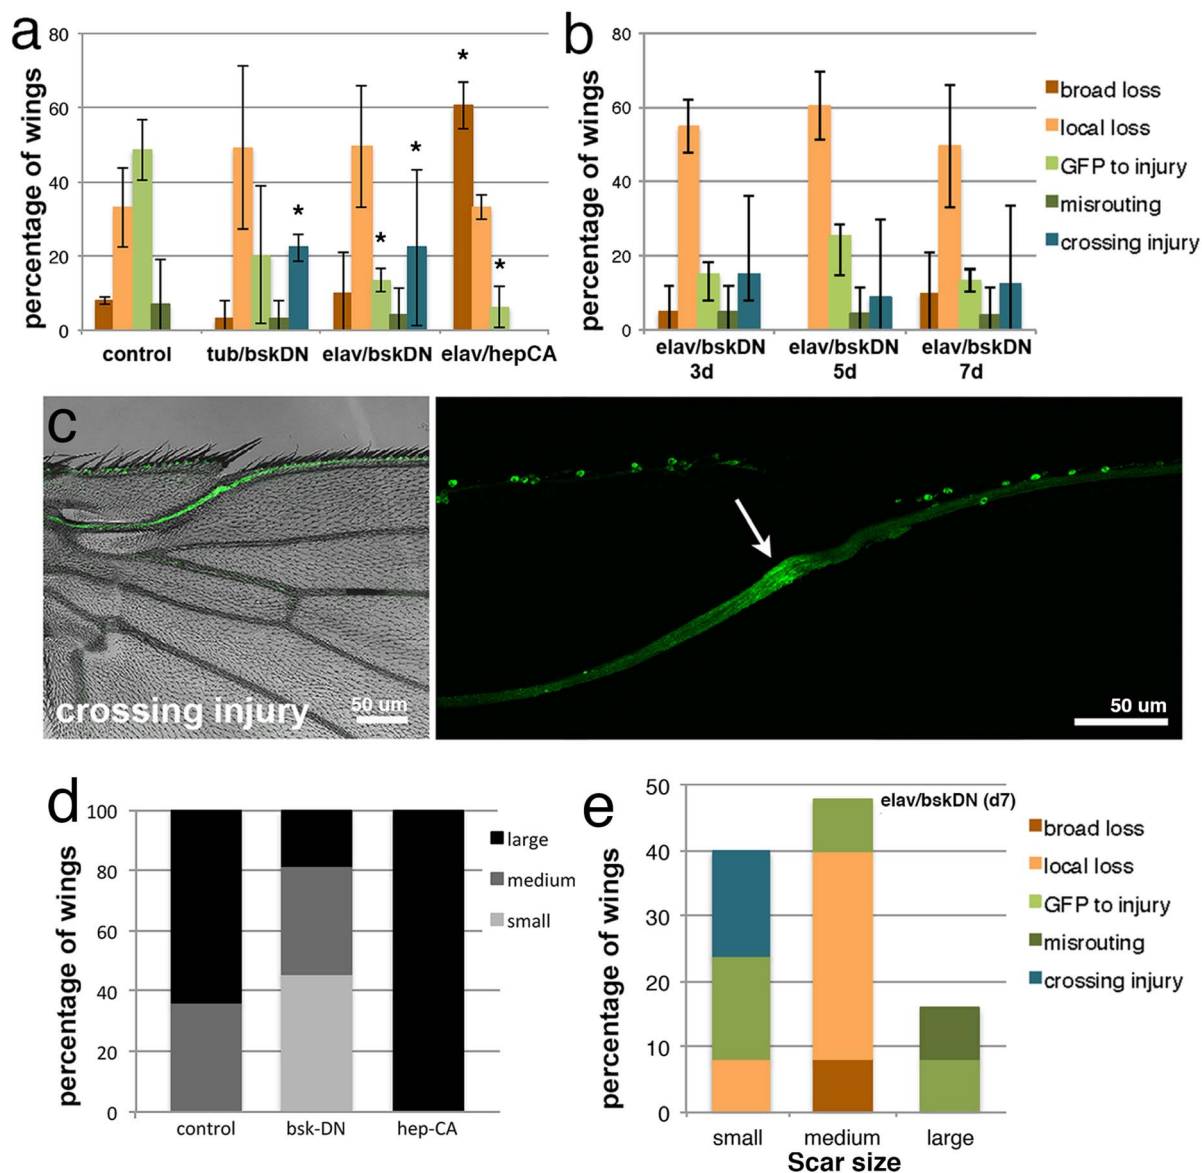 a
percentage of wings
80
60
40
20
0
* * * * * *
control tub/bskDN elav/bskDN elav/hepCA
b
percentage of wings
80
60
40
20
0
elav/bskDN elav/bskDN elav/bskDN
3d 5d 7d
broad loss
local loss
GFP to injury
misrouting
crossing injury
c
crossing injury
50 um
50 um
d
percentage of wings
100
80
60
40
20
0
control bsk-DN hep-CA
large
medium
small
e
percentage of wings
50
40
30
20
10
0
elav/bskDN (d7)
small medium large
Scar size
broad loss
local loss
GFP to injury
misrouting
crossing injury